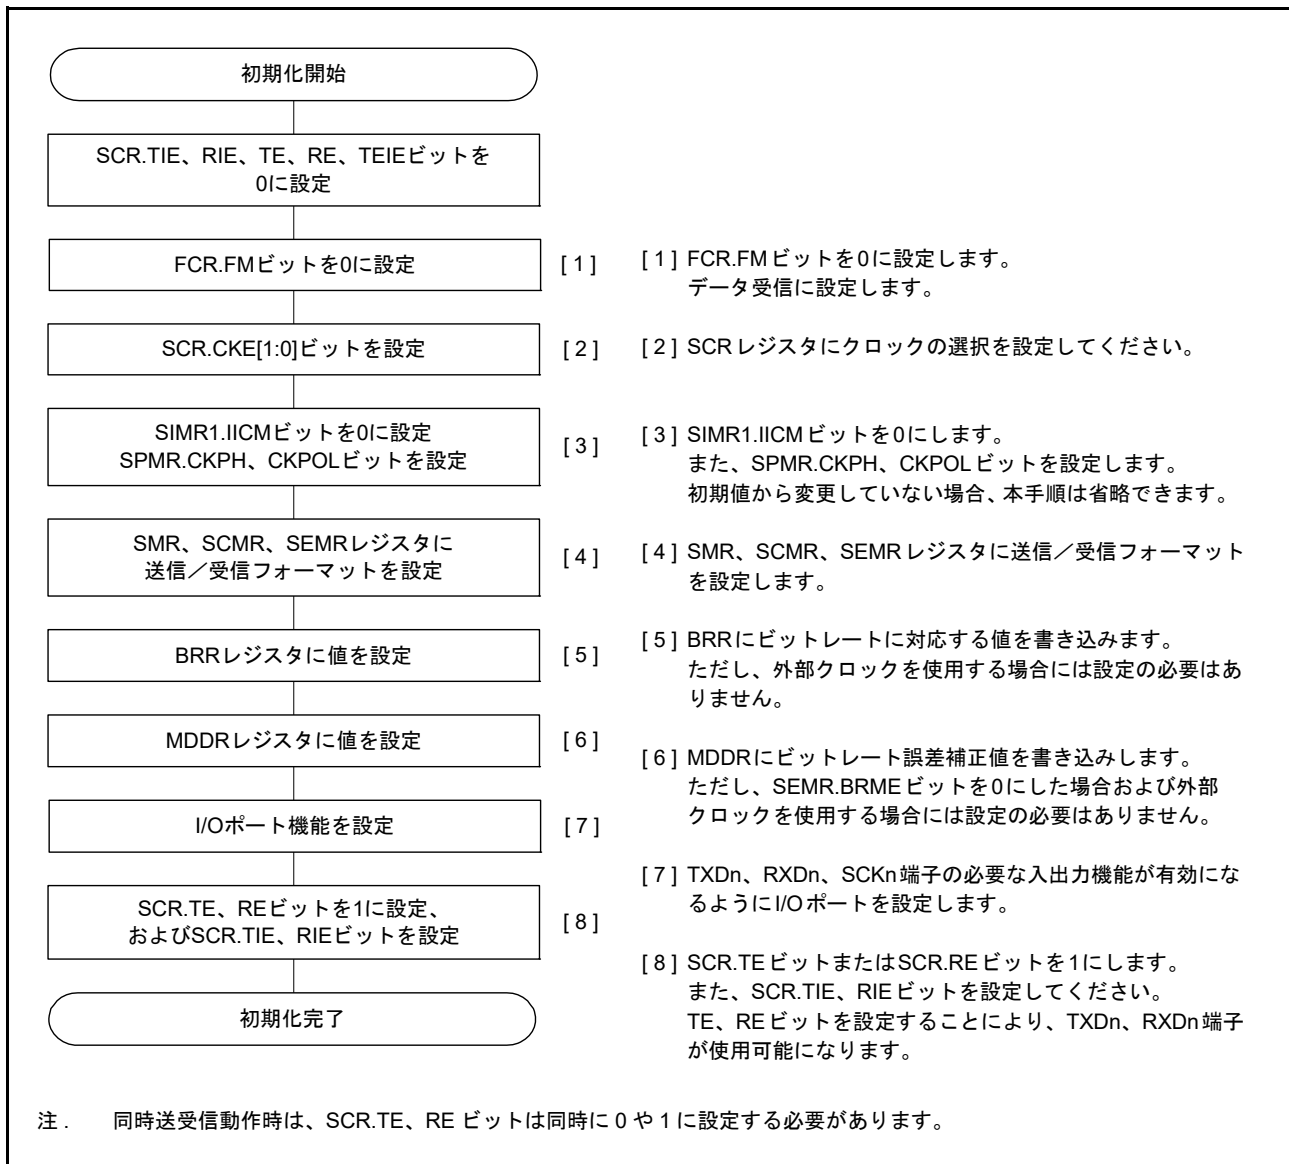 初期化開始
SCR.TIE、RIE、TE、RE、TEIEビットを
0に設定
FCR.FMビットを0に設定
[ 1 ]
SCR.CKE[1:0]ビットを設定
[ 2 ]
SIMR1.IICMビットを0に設定
SPMR.CKPH、CKPOLビットを設定
[ 3 ]
SMR、SCMR、SEMRレジスタに
送信／受信フォーマットを設定
[ 4 ]
BRRレジスタに値を設定
[ 5 ]
MDDRレジスタに値を設定
[ 6 ]
I/Oポート機能を設定
[ 7 ]
SCR.TE、REビットを1に設定、
およびSCR.TIE、RIEビットを設定
[ 8 ]
初期化完了
[ 1 ] FCR.FMビットを0に設定します。
データ受信に設定します。
[ 2 ] SCRレジスタにクロックの選択を設定してください。
[ 3 ] SIMR1.IICMビットを0にします。
また、SPMR.CKPH、CKPOLビットを設定します。
初期値から変更していない場合、本手順は省略できます。
[ 4 ] SMR、SCMR、SEMRレジスタに送信／受信フォーマット
を設定します。
[ 5 ] BRRにビットレートに対応する値を書き込みます。
ただし、外部クロックを使用する場合には設定の必要はあ
りません。
[ 6 ] MDDRにビットレート誤差補正値を書き込みします。
ただし、SEMR.BRMEビットを0にした場合および外部
クロックを使用する場合には設定の必要はありません。
[ 7 ] TXDn、RXDn、SCKn端子の必要な入出力機能が有効にな
るようにI/Oポートを設定します。
[ 8 ] SCR.TEビットまたはSCR.REビットを1にします。
また、SCR.TIE、RIEビットを設定してください。
TE、REビットを設定することにより、TXDn、RXDn端子
が使用可能になります。
注． 同時送受信動作時は、SCR.TE、RE ビットは同時に 0 や 1 に設定する必要があります。